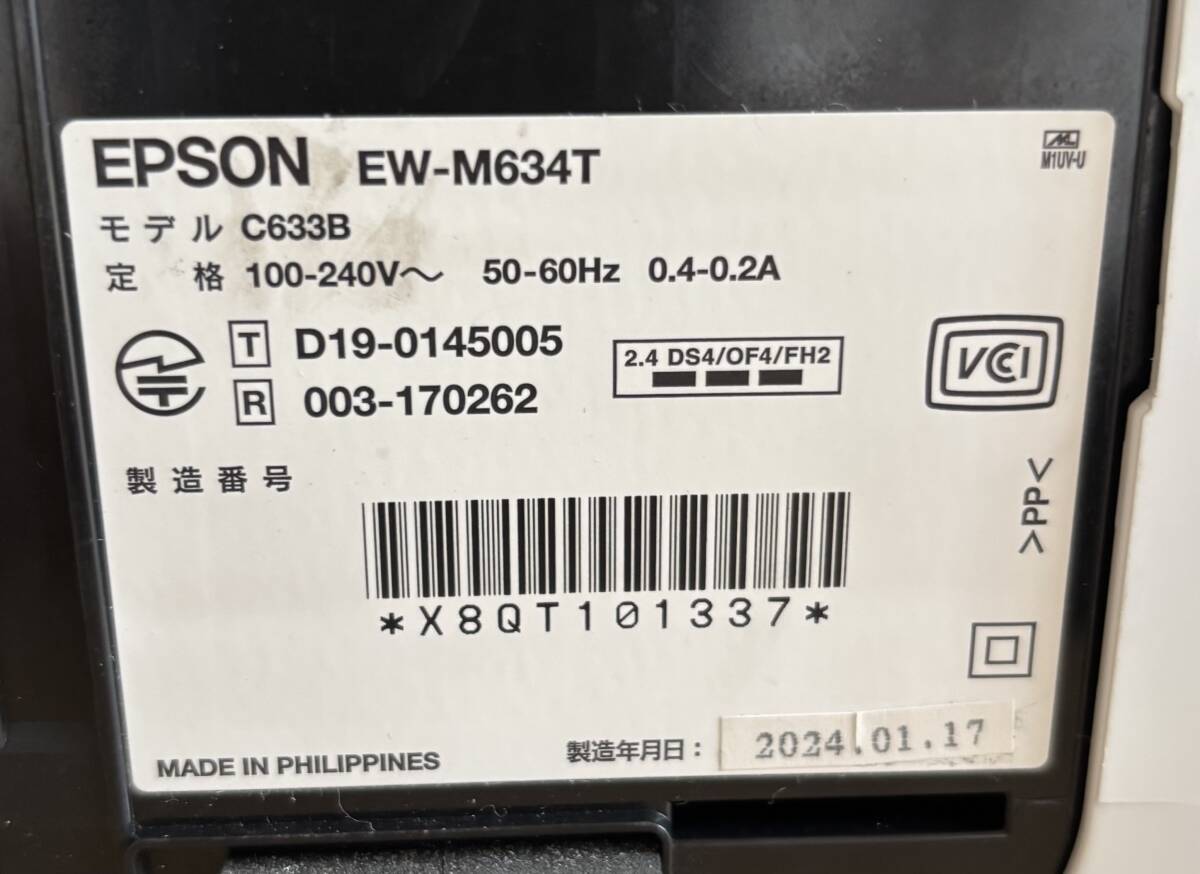 EPSON EW-M634T
M1UV-U
モデル C633B
定 格 100-240V～ 50-60Hz 0.4-0.2A
T D19-0145005
R 003-170262
2.4 DS4/OF4/FH2
VCCI
製造番号
>PP<
*X8QT101337*
製造年月日： 2024.01.17
MADE IN PHILIPPINES